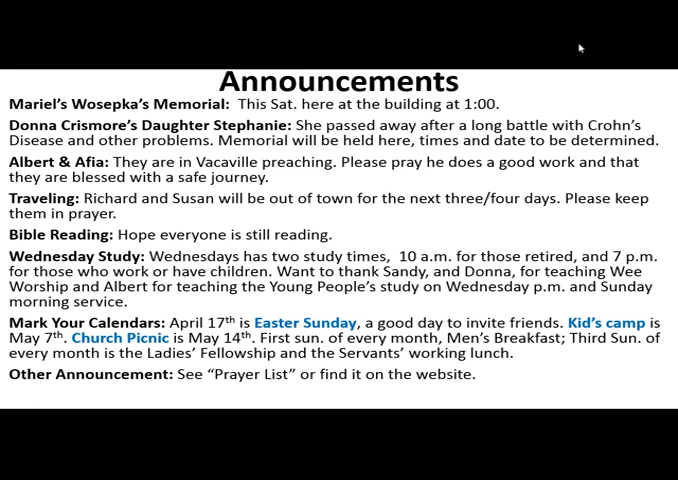 Announcements
Mariel's Wosepka's Memorial: This Sat. here at the building at 1:00.
Donna Crismore's Daughter Stephanie: She passed away after a long battle with Crohn's
Disease and other problems. Memorial will be held here, times and date to be determined.
Albert & Afia: They are in Vacaville preaching. Please pray he does a good work and that
they are blessed with a safe journey.
Traveling: Richard and Susan will be out of town for the next three/four days. Please keep
them in prayer.
Bible Reading: Hope everyone is still reading.
Wednesday Study: Wednesdays has two study times, 10 a.m. for those retired, and 7 p.m.
for those who work or have children. Want to thank Sandy, and Donna, for teaching Wee
Worship and Albert for teaching the Young People's study on Wednesday p.m. and Sunday
morning service.
Mark Your Calendars: April 17th is Easter Sunday, a good day to invite friends. Kid's camp is
May 7th. Church Picnic is May 14th. First sun. of every month, Men's Breakfast; Third Sun. of
every month is the Ladies' Fellowship and the Servants' working lunch.
Other Announcement: See "Prayer List" or find it on the website.